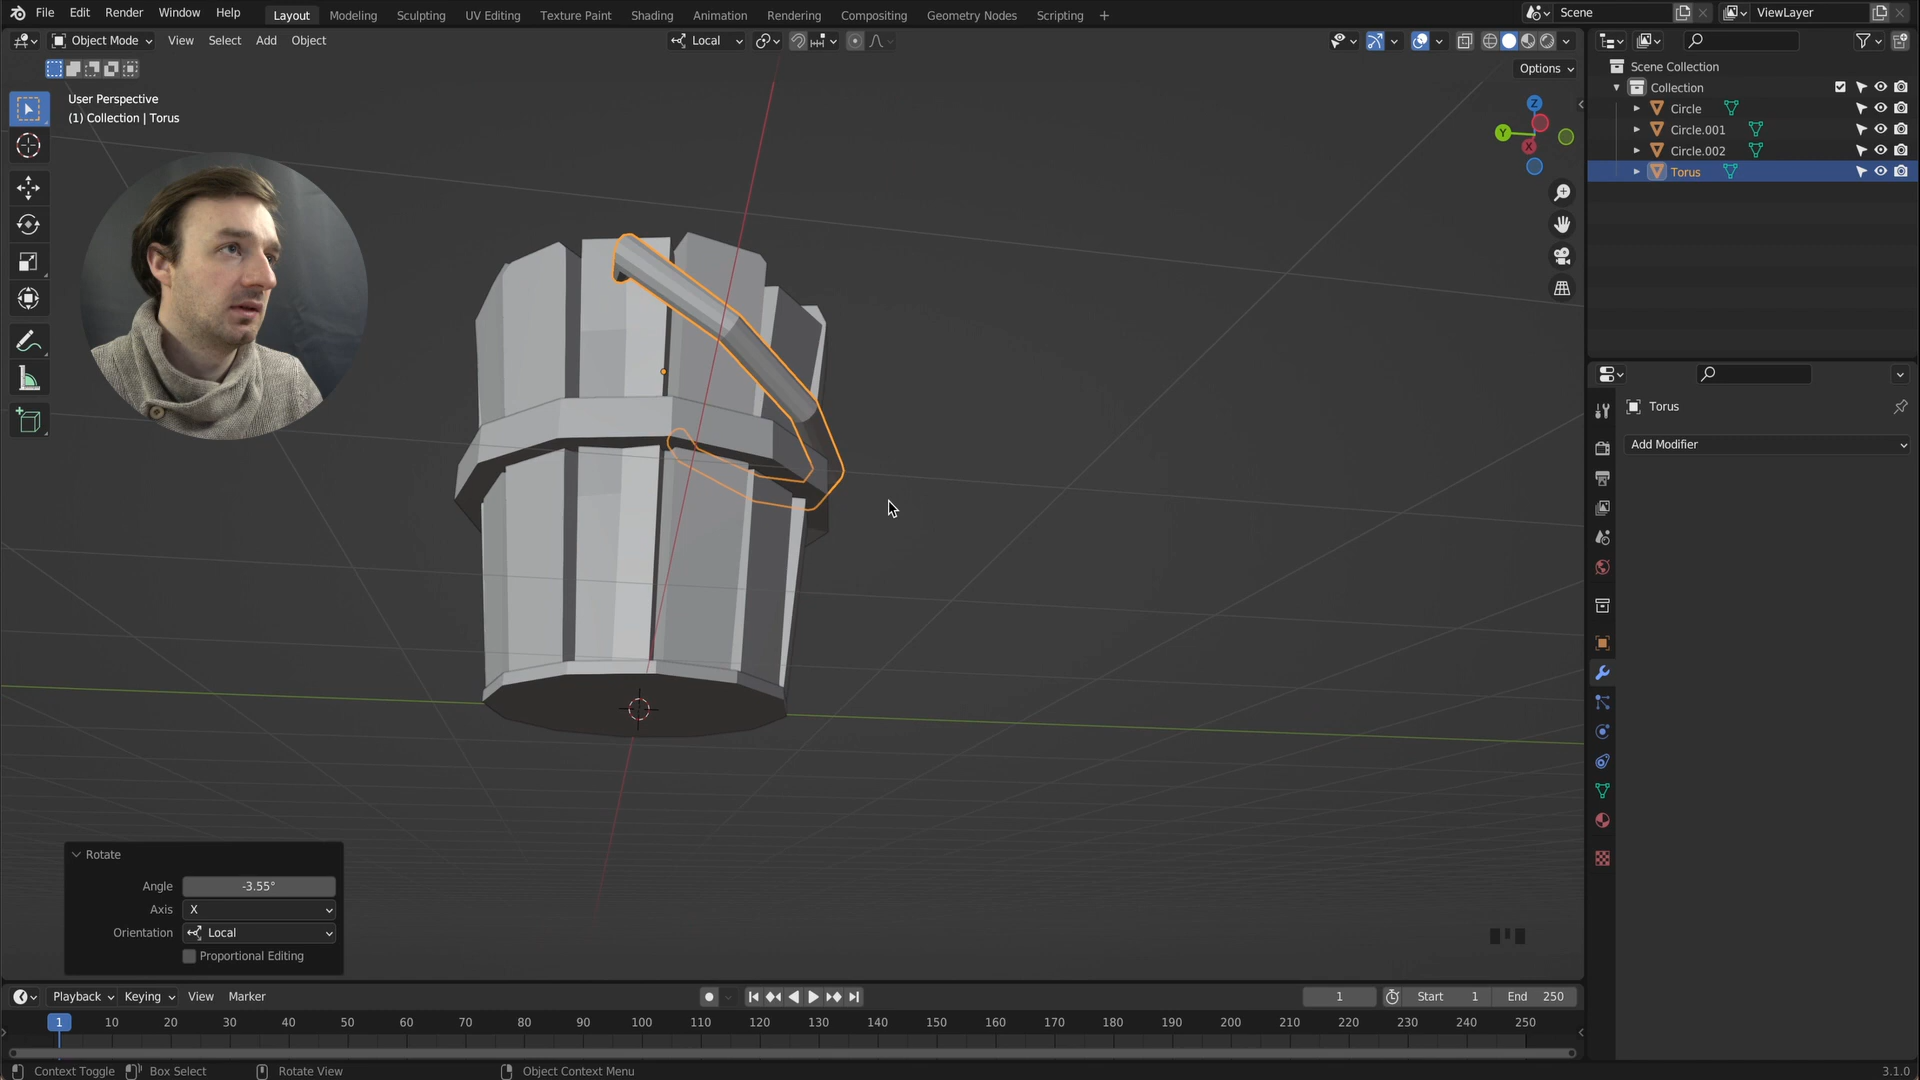 File Edit Render Window Help Layout Modeling Sculpting UV Editing Texture Paint Shading Animation Rendering Compositing Geometry Nodes Scripting + Scene ViewLayer
Object Mode View Select Add Object Local
Options
User Perspective
(1) Collection | Torus
Z
Y
X
Scene Collection
Collection
Circle
Circle.001
Circle.002
Torus
Torus
Add Modifier
Rotate
Angle -3.55°
Axis X
Orientation Local
Proportional Editing
Playback Keying View Marker 1 Start 1 End 250
1 10 20 30 40 50 60 70 80 90 100 110 120 130 140 150 160 170 180 190 200 210 220 230 240 250
Context Toggle Box Select Rotate View Object Context Menu 3.1.0